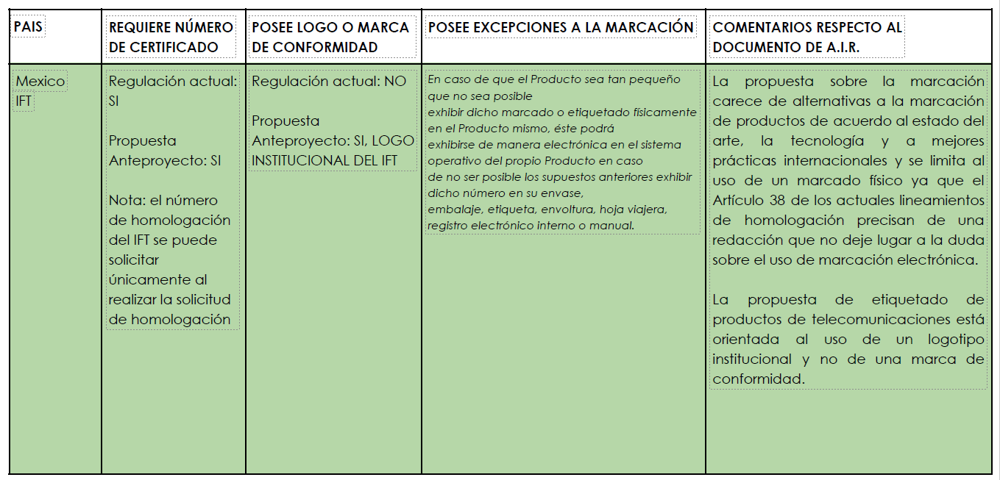 PAIS
REQUIERE NÚMERO
DE CERTIFICADO
POSEE LOGO O MARCA
DE CONFORMIDAD
POSEE EXCEPCIONES A LA MARCACIÓN
COMENTARIOS RESPECTO AL
DOCUMENTO DE A.I.R.
Mexico
IFT
Regulación actual:
SI
Propuesta
Anteproyecto: SI
Nota: el número
de homologación
del IFT se puede
solicitar
únicamente al
realizar la solicitud
de homologación
Regulación actual: NO
Propuesta
Anteproyecto: SI, LOGO
INSTITUCIONAL DEL IFT
En caso de que el Producto sea tan pequeño
que no sea posible
exhibir dicho marcado o etiquetado físicamente
en el Producto mismo, éste podrá
exhibirse de manera electrónica en el sistema
operativo del propio Producto en caso
de no ser posible los supuestos anteriores exhibir
dicho número en su envase,
embalaje, etiqueta, envoltura, hoja viajera,
registro electrónico interno o manual.
La propuesta sobre la marcación
carece de alternativas a la marcación
de productos de acuerdo al estado del
arte, la tecnología y a mejores
prácticas internacionales y se limita al
uso de un marcado físico ya que el
Artículo 38 de los actuales lineamientos
de homologación precisan de una
redacción que no deje lugar a la duda
sobre el uso de marcación electrónica.
La propuesta de etiquetado de
productos de telecomunicaciones está
orientada al uso de un logotipo
institucional y no de una marca de
conformidad.